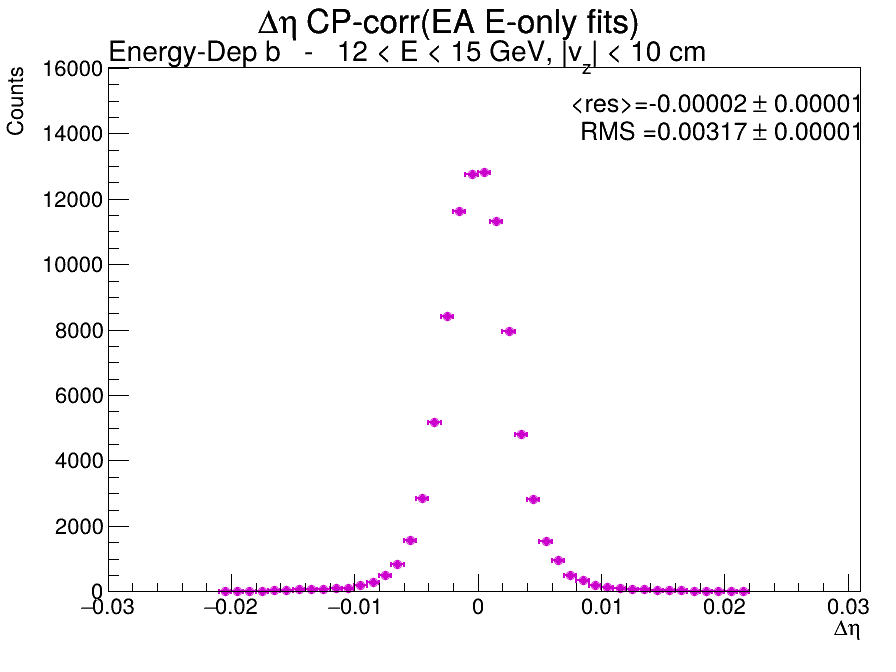 Δη CP-corr(EA E-only fits)
Energy-Dep b - 12 < E < 15 GeV, |v_z| < 10 cm
<res>=-0.00002 ± 0.00001
RMS =0.00317 ± 0.00001
Counts
16000
14000
12000
10000
8000
6000
4000
2000
0
−0.03 −0.02 −0.01 0 0.01 0.02 0.03
Δη